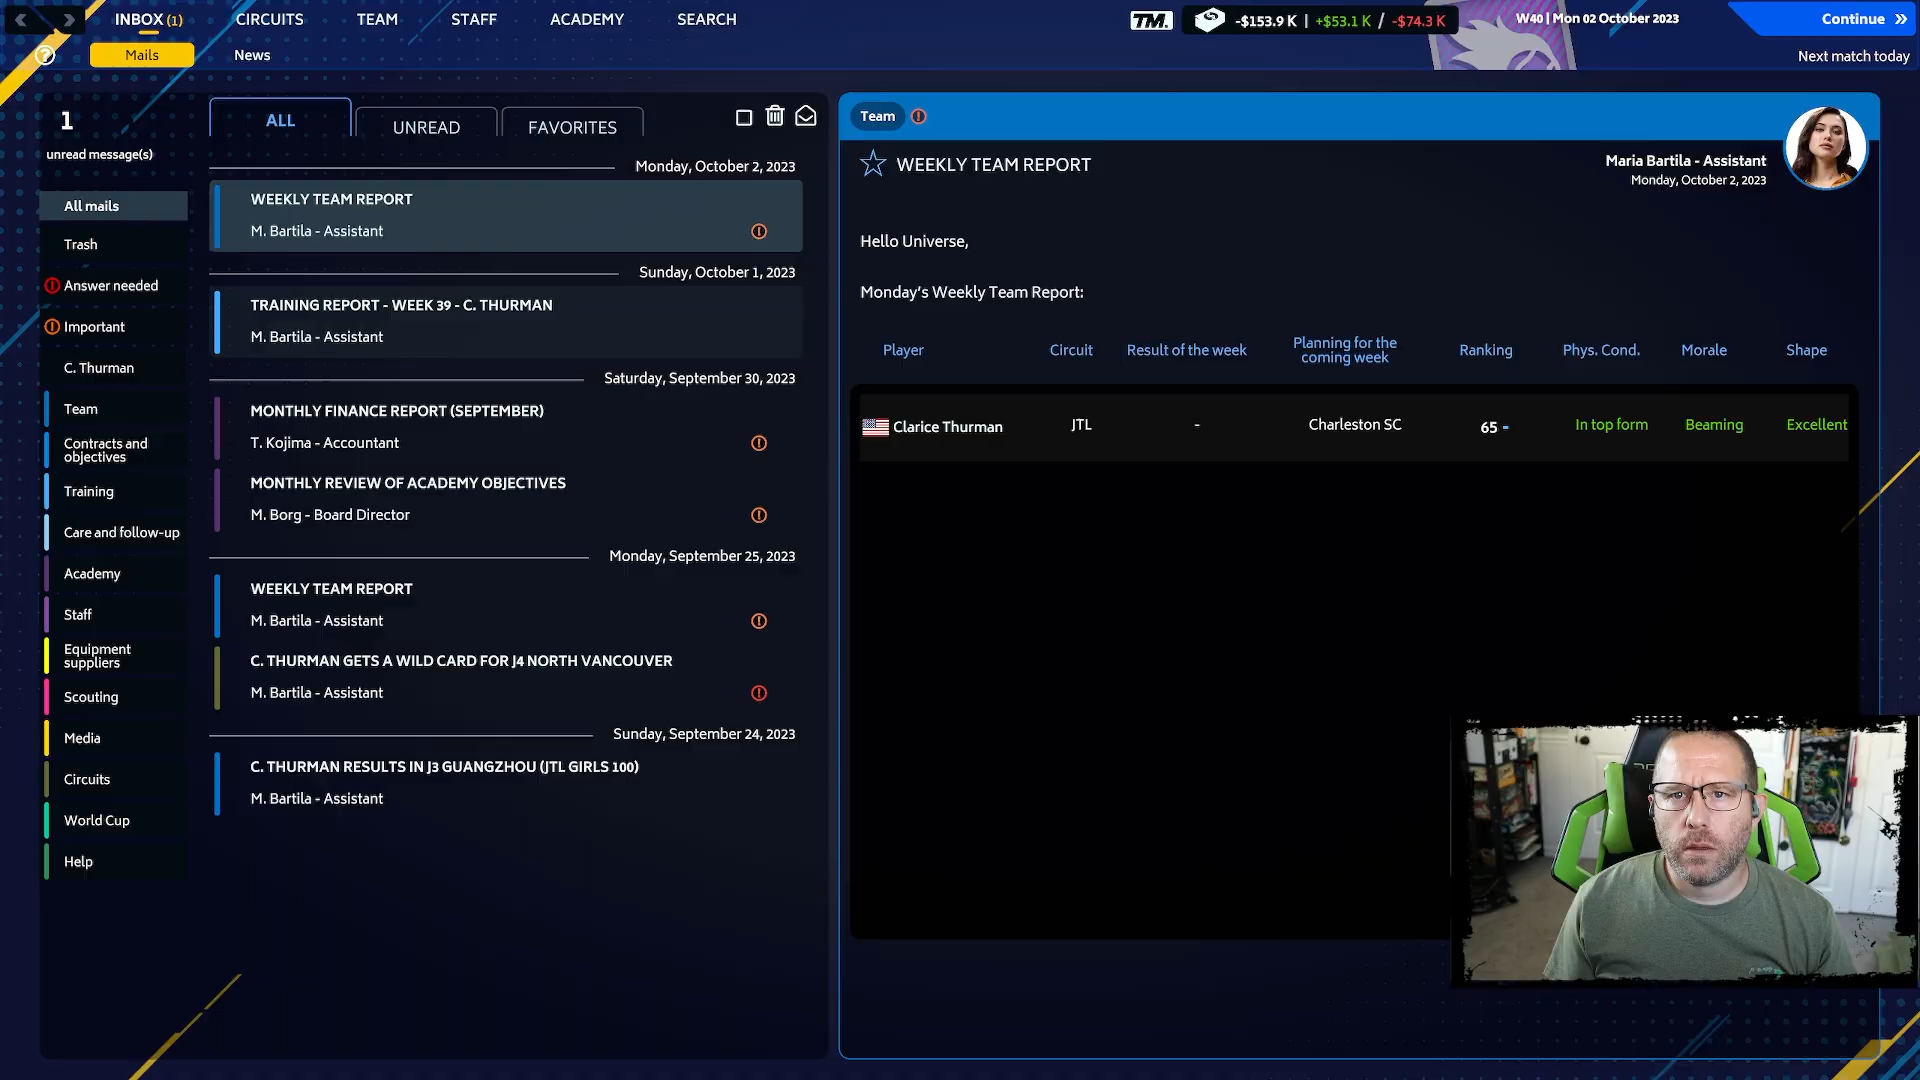 INBOX (1)
CIRCUITS
TEAM
STAFF
ACADEMY
SEARCH
TM.
-$153.9 K | +$53.1 K / -$74.3 K
W40 | Mon 02 October 2023
Continue
Mails
News
Next match today
1
unread message(s)
All mails
Trash
Answer needed
Important
C. Thurman
Team
Contracts and
objectives
Training
Care and follow-up
Academy
Staff
Equipment
suppliers
Scouting
Media
Circuits
World Cup
Help
ALL
UNREAD
FAVORITES
Monday, October 2, 2023
WEEKLY TEAM REPORT
M. Bartila - Assistant
Sunday, October 1, 2023
TRAINING REPORT - WEEK 39 - C. THURMAN
M. Bartila - Assistant
Saturday, September 30, 2023
MONTHLY FINANCE REPORT (SEPTEMBER)
T. Kojima - Accountant
MONTHLY REVIEW OF ACADEMY OBJECTIVES
M. Borg - Board Director
Monday, September 25, 2023
WEEKLY TEAM REPORT
M. Bartila - Assistant
C. THURMAN GETS A WILD CARD FOR J4 NORTH VANCOUVER
M. Bartila - Assistant
Sunday, September 24, 2023
C. THURMAN RESULTS IN J3 GUANGZHOU (JTL GIRLS 100)
M. Bartila - Assistant
Team
WEEKLY TEAM REPORT
Maria Bartila - Assistant
Monday, October 2, 2023
Hello Universe,
Monday's Weekly Team Report:
Player
Circuit
Result of the week
Planning for the
coming week
Ranking
Phys. Cond.
Morale
Shape
Clarice Thurman
JTL
-
Charleston SC
65 -
In top form
Beaming
Excellent